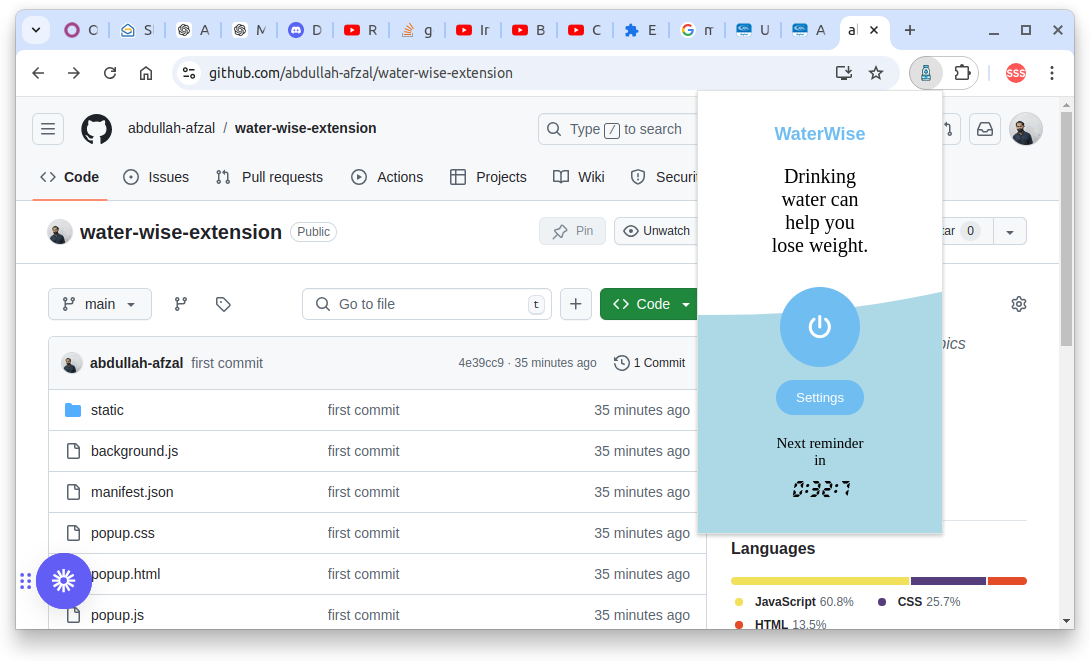 C
S
A
M
D
R
g
Ir
B
C
E
m
U
A
a
github.com/abdullah-afzal/water-wise-extension
SSS
abdullah-afzal / water-wise-extension
Type / to search
Code
Issues
Pull requests
Actions
Projects
Wiki
Securi
water-wise-extension
Public
Pin
Unwatch
tar 0
main
Go to file
t
Code
abdullah-afzal first commit
4e39cc9 · 35 minutes ago
1 Commit
static first commit 35 minutes ago
background.js first commit 35 minutes ago
manifest.json first commit 35 minutes ago
popup.css first commit 35 minutes ago
popup.html first commit 35 minutes ago
popup.js first commit 35 minutes ago
WaterWise
Drinking
water can
help you
lose weight.
Settings
Next reminder
in
0:32:7
pics
Languages
JavaScript 60.8%
CSS 25.7%
HTML 13.5%